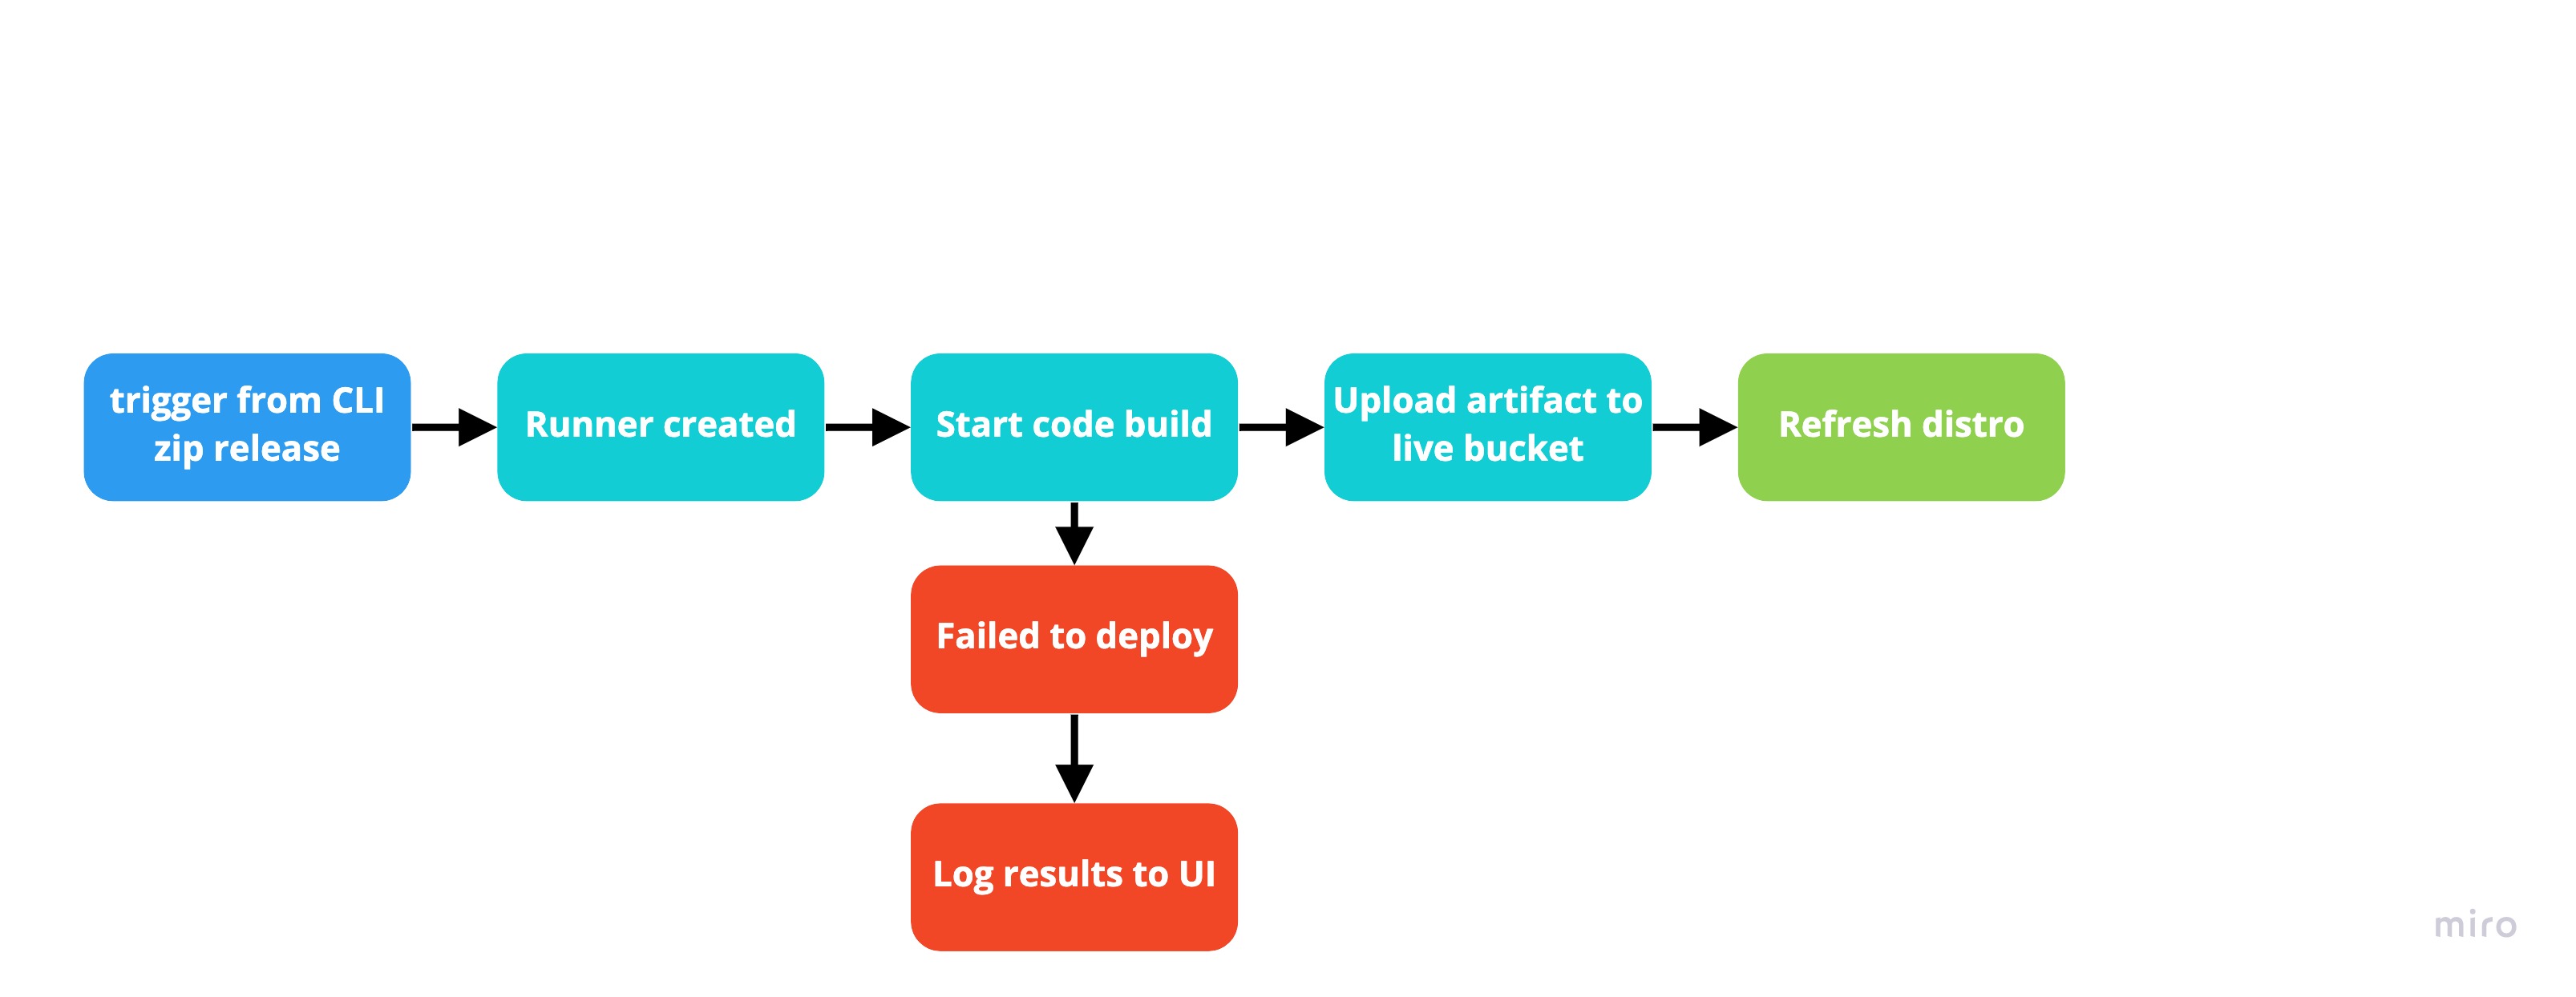 trigger from CLI
zip release
Runner created
Start code build
Upload artifact to
live bucket
Refresh distro
Failed to deploy
Log results to UI
miro